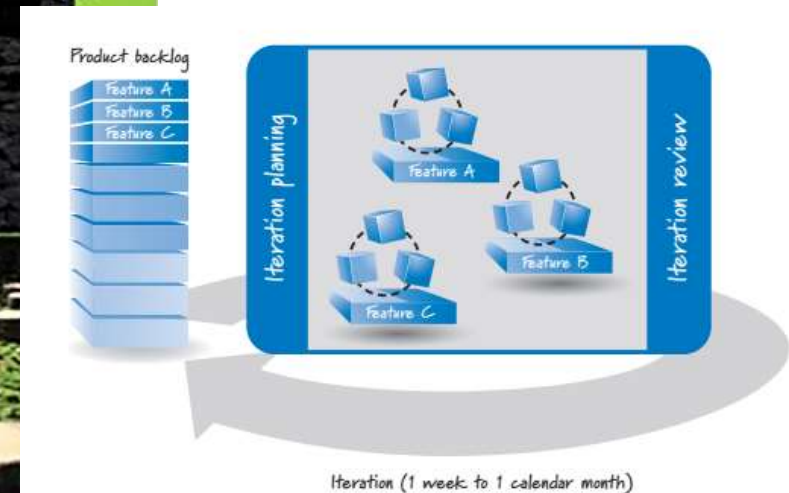 Product backlog
Feature A
Feature B
Feature C
Iteration planning
Feature A
Feature B
Feature C
Iteration review
Iteration (1 week to 1 calendar month)